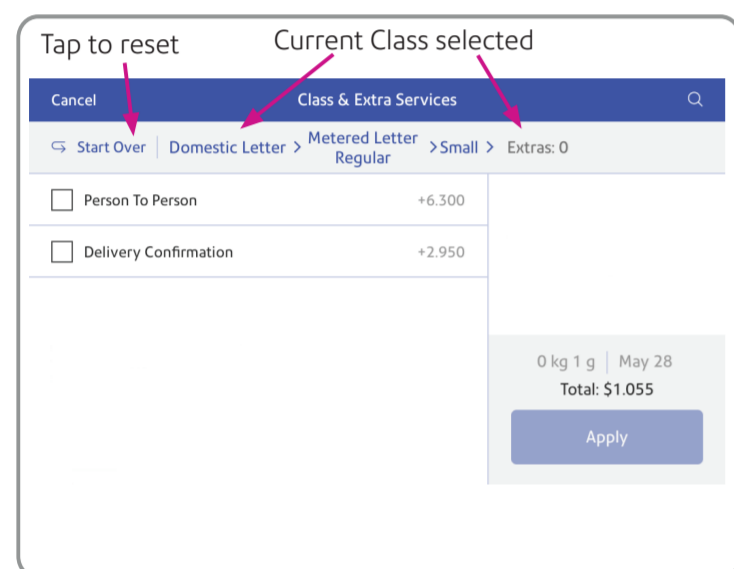 Tap to reset
Current Class selected
Cancel
Class & Extra Services
Start Over
Domestic Letter >
Metered Letter
Regular
> Small >
Extras: 0
Person To Person
+6.300
Delivery Confirmation
+2.950
0 kg 1 g | May 28
Total: $1.055
Apply